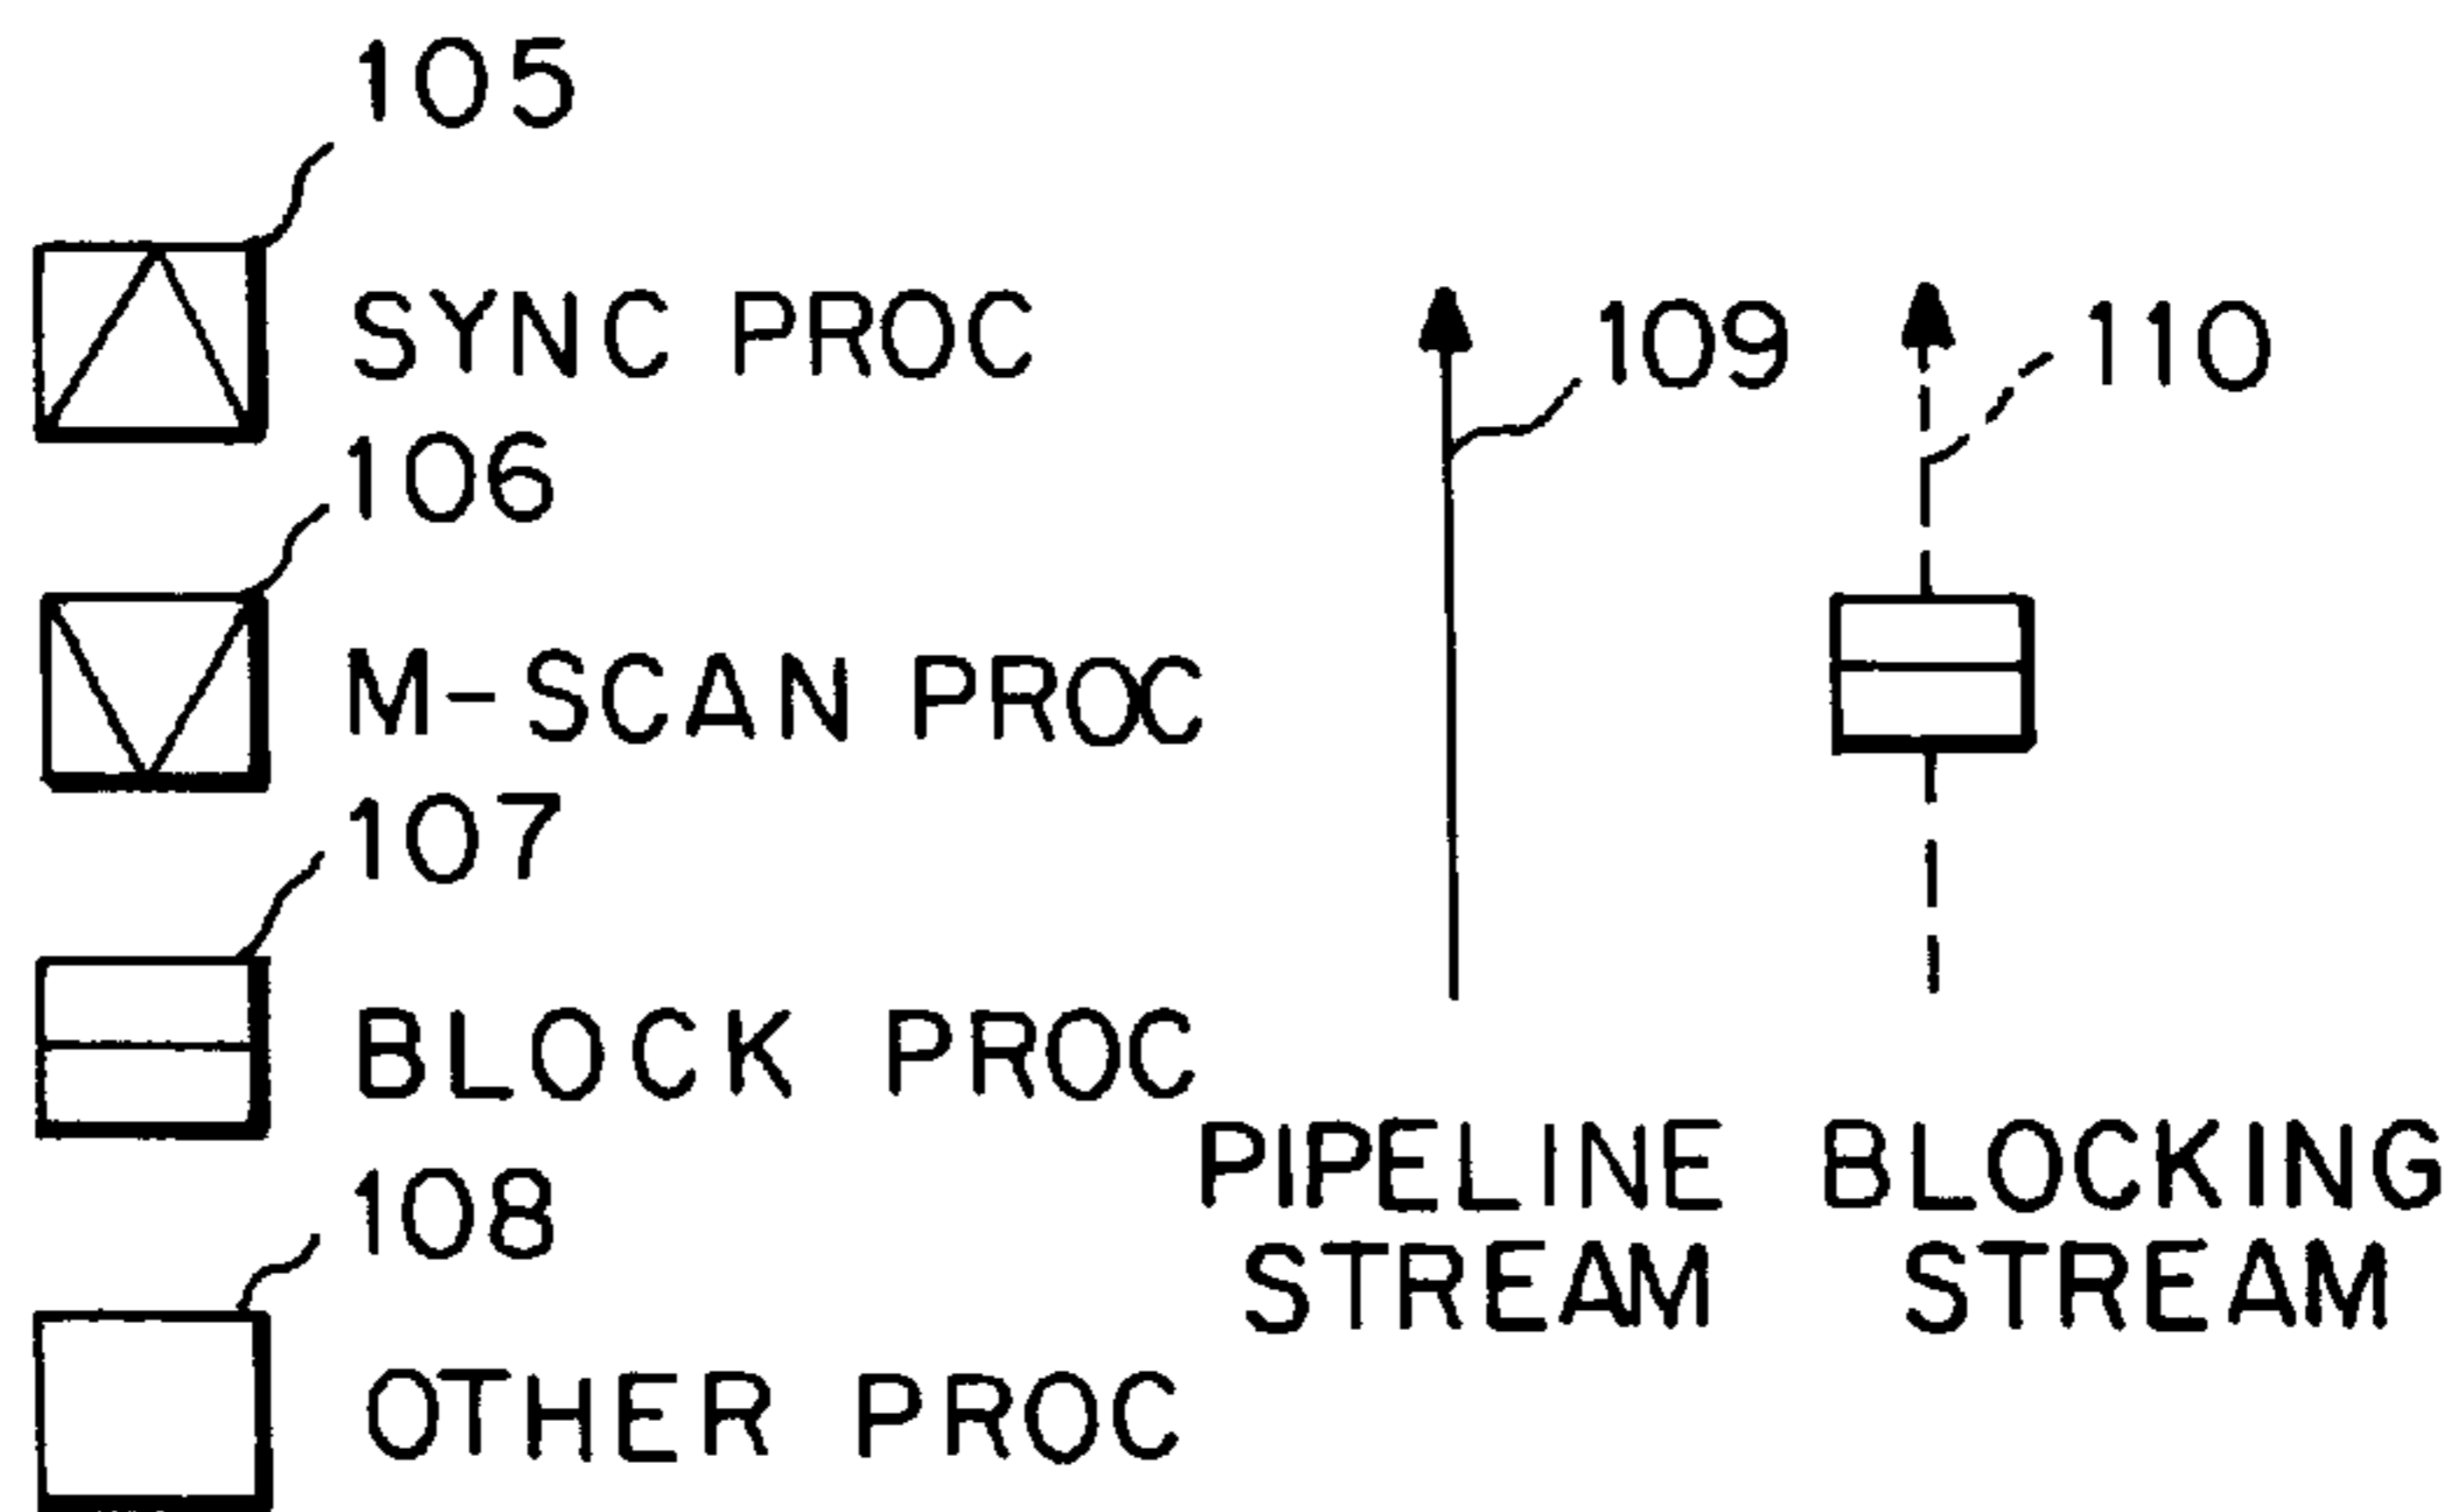 105
SYNC PROC
106
M-SCAN PROC
107
BLOCK PROC
108
OTHER PROC
109
PIPELINE
STREAM
110
BLOCKING
STREAM